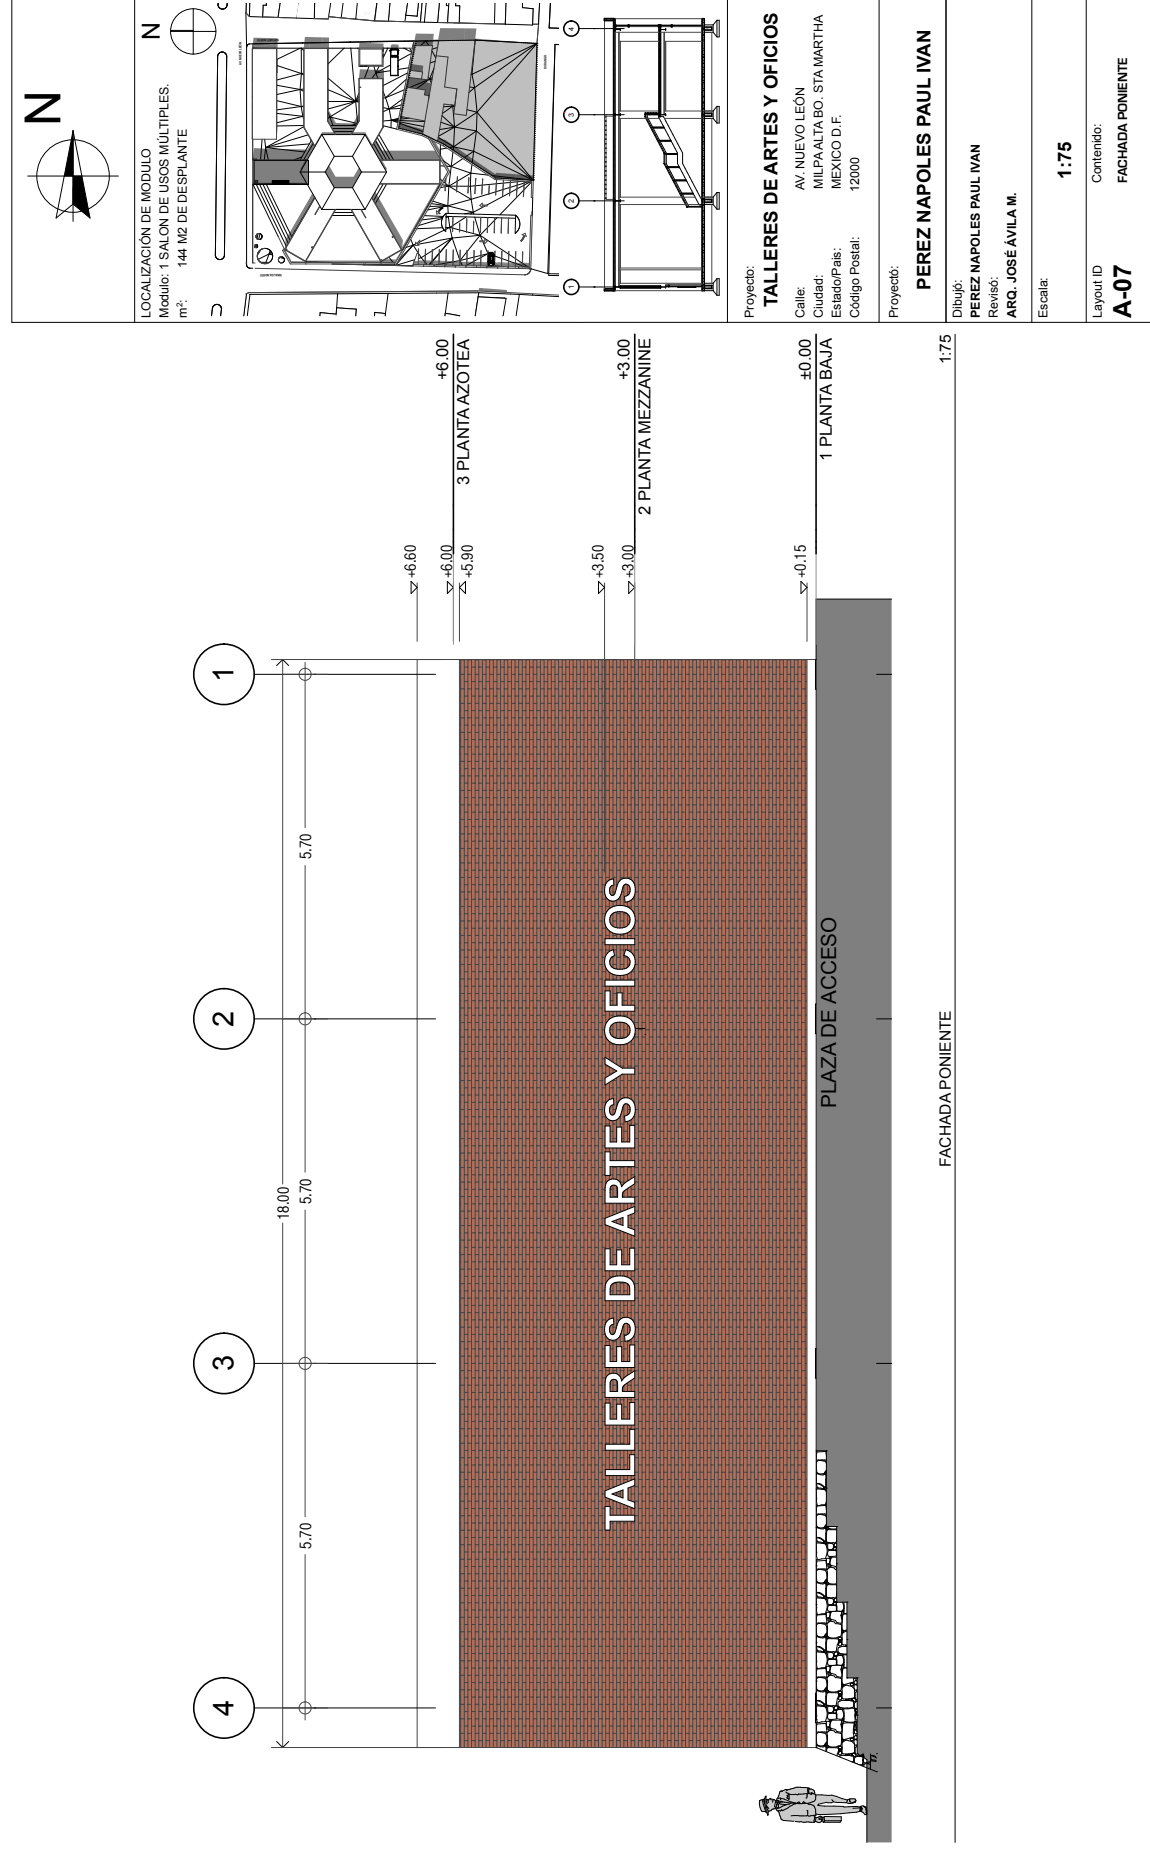 4
3
2
1
5.70
5.70
5.70
18.00
+6.60
+6.00
+5.90
+3.50
+3.00
+0.15
+6.00
3 PLANTA AZOTEA
+3.00
2 PLANTA MEZZANINE
±0.00
1 PLANTA BAJA
TALLERES DE ARTES Y OFICIOS
PLAZA DE ACCESO
FACHADA PONIENTE
1:75
N
LOCALIZACIÓN DE MODULO
N
Modulo: 1 SALON DE USOS MÚLTIPLES.
m²: 144 M2 DE DESPLANTE
1
2
3
4
Proyecto:
TALLERES DE ARTES Y OFICIOS
Calle: AV. NUEVO LEÓN
Ciudad: MILPA ALTA BO. STA MARTHA
Estado/Pais: MEXICO D.F.
Código Postal: 12000
Proyectó:
PEREZ NAPOLES PAUL IVAN
Dibujó:
PEREZ NAPOLES PAUL IVAN
Revisó:
ARQ. JOSÉ ÁVILA M.
Escala:
1:75
Layout ID
A-07
Contenido:
FACHADA PONIENTE